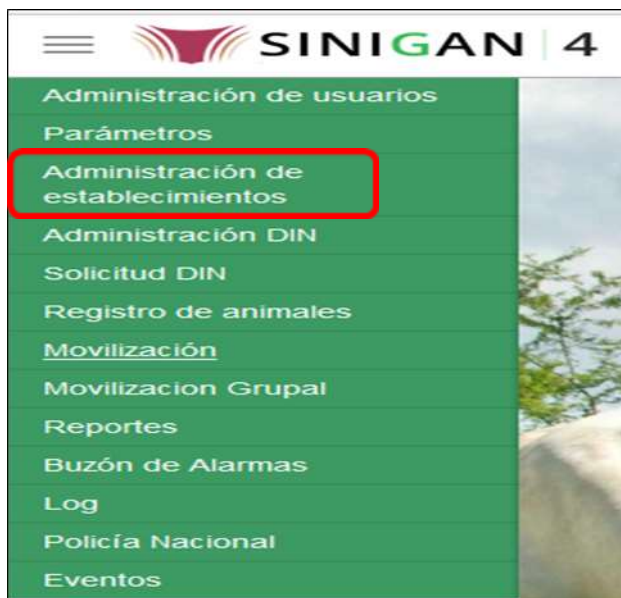 SINIGAN 4
Administración de usuarios
Parámetros
Administración de
establecimientos
Administración DIN
Solicitud DIN
Registro de animales
Movilización
Movilizacion Grupal
Reportes
Buzón de Alarmas
Log
Policía Nacional
Eventos